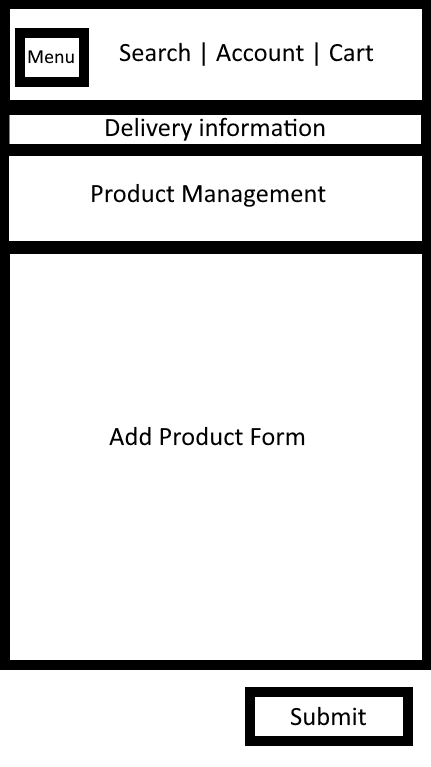 Menu
Search | Account | Cart
Delivery information
Product Management
Add Product Form
Submit